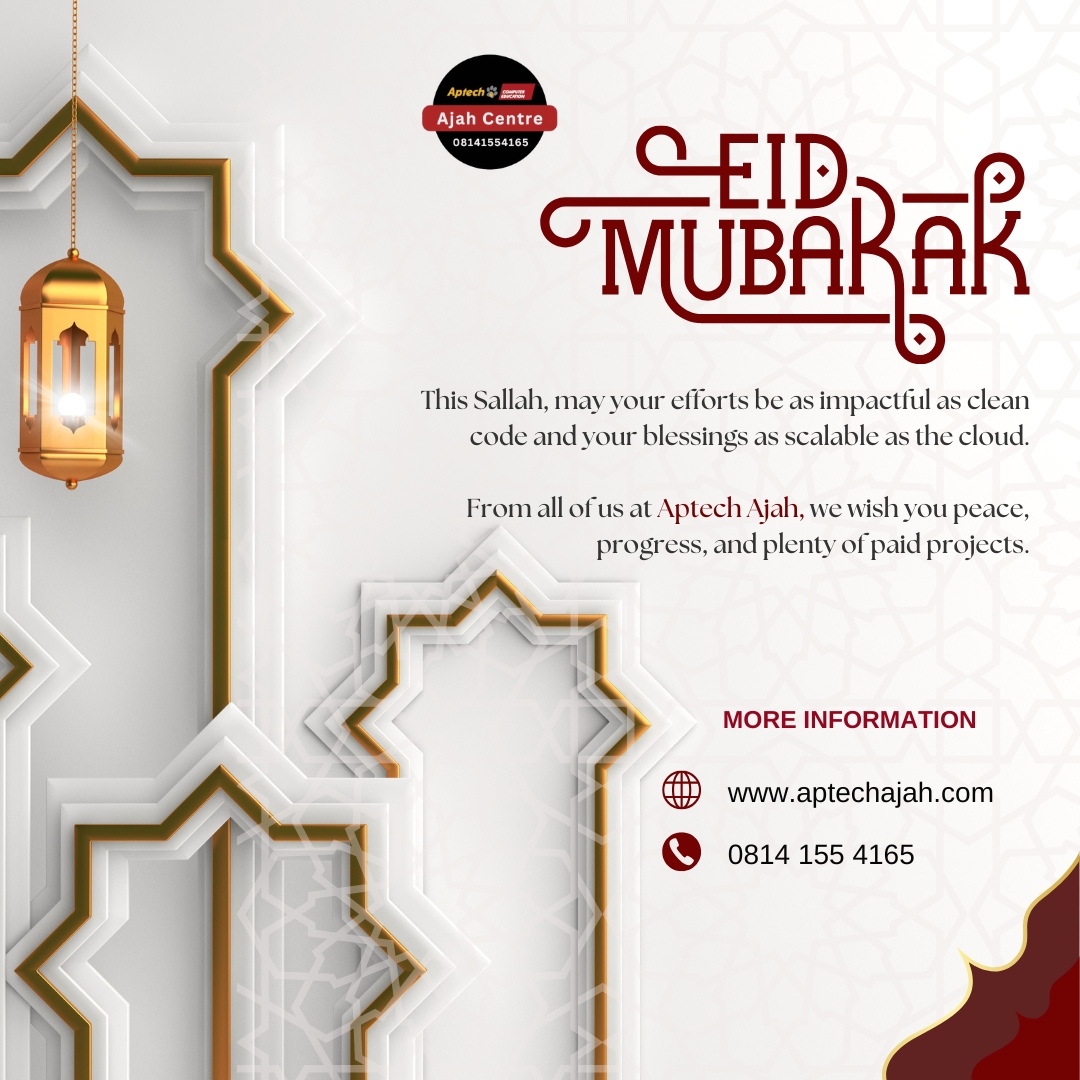 Aptech COMPUTER EDUCATION
Ajah Centre
08141554165
EID
MUBARAK
This Sallah, may your efforts be as impactful as clean
code and your blessings as scalable as the cloud.
From all of us at Aptech Ajah, we wish you peace,
progress, and plenty of paid projects.
MORE INFORMATION
www.aptechajah.com
0814 155 4165